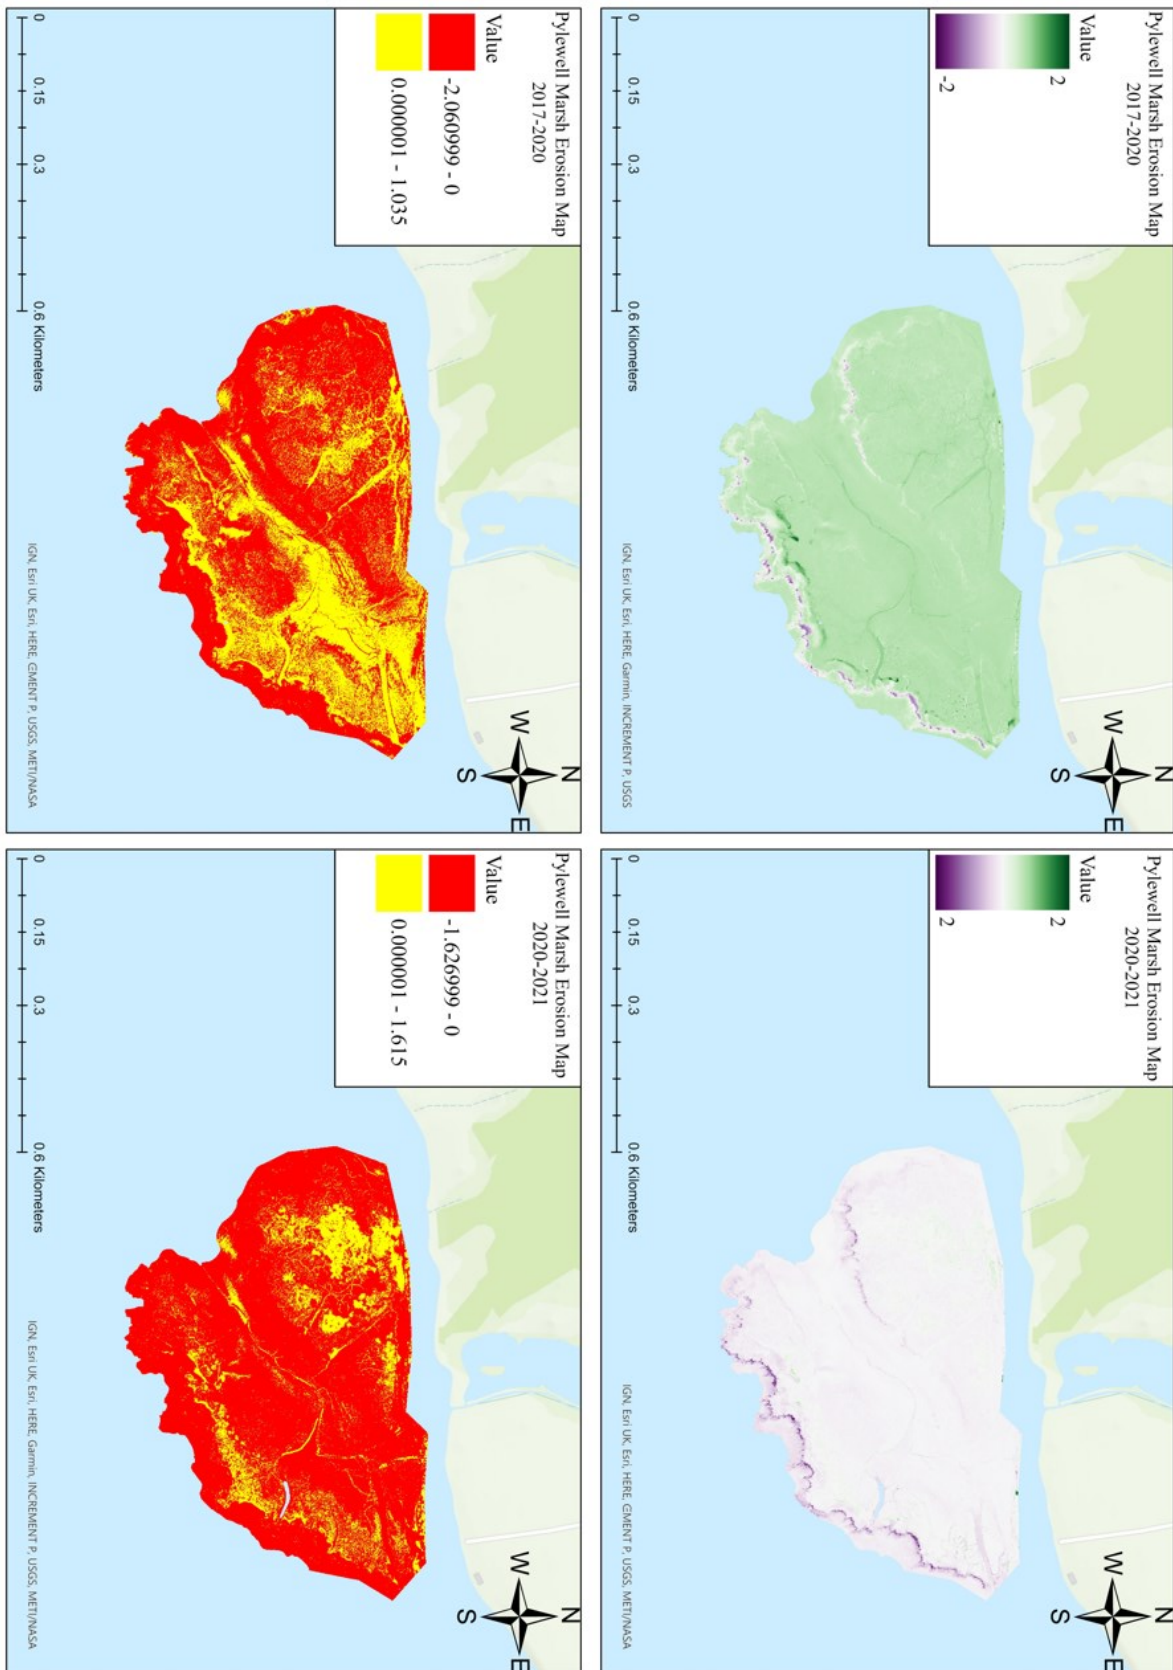 Pylewell Marsh Erosion Map
2017-2020
Value
2
-2
N
W
E
S
IGN, Esri UK, Esri, HERE, Garmin, INCREMENT P, USGS
Pylewell Marsh Erosion Map
2020-2021
Value
2
2
N
W
E
S
IGN, Esri UK, Esri, HERE, GMENT P, USGS, METI/NASA
Pylewell Marsh Erosion Map
2017-2020
Value
-2.060999 - 0
0.000001 - 1.035
N
W
E
S
0 0.15 0.3 0.6 Kilometers
IGN, Esri UK, Esri, HERE, GMENT P, USGS, METI/NASA
Pylewell Marsh Erosion Map
2020-2021
Value
-1.626999 - 0
0.000001 - 1.615
N
W
E
S
0 0.15 0.3 0.6 Kilometers
IGN, Esri UK, Esri, HERE, Garmin, INCREMENT P, USGS, METI/NASA
0 0.15 0.3 0.6 Kilometers
0 0.15 0.3 0.6 Kilometers